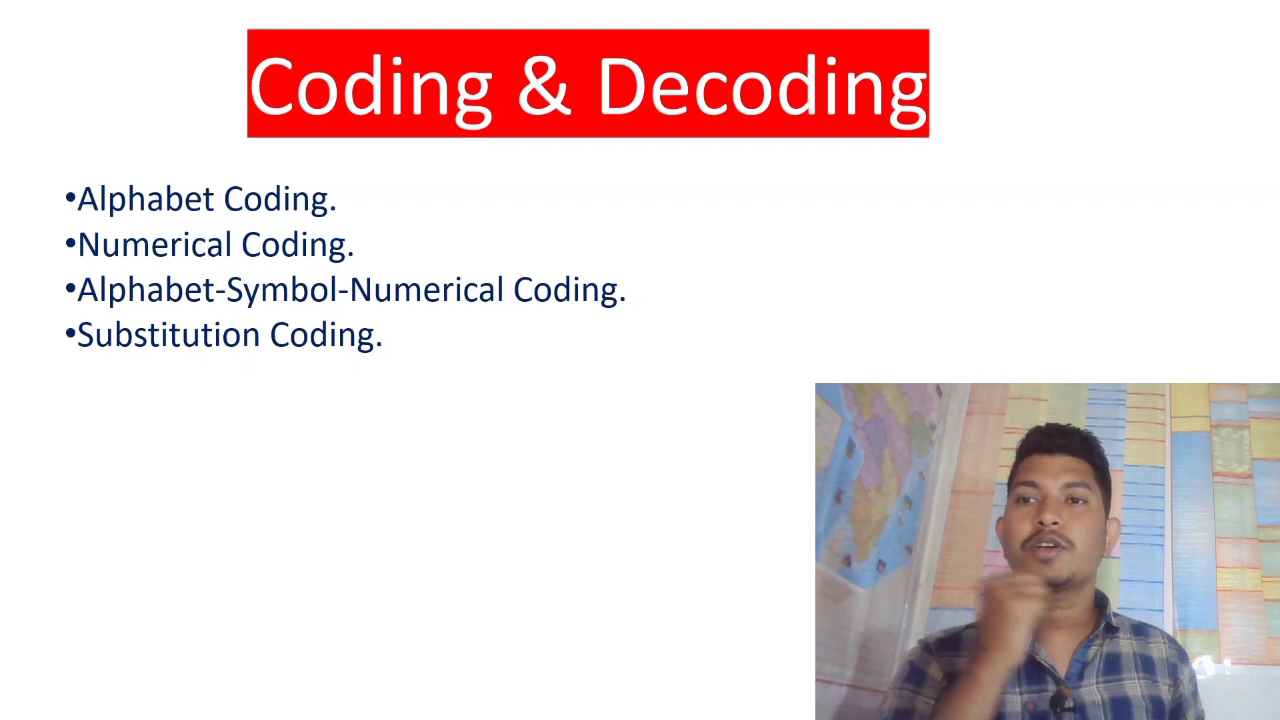 Coding & Decoding
•Alphabet Coding.
•Numerical Coding.
•Alphabet-Symbol-Numerical Coding.
•Substitution Coding.